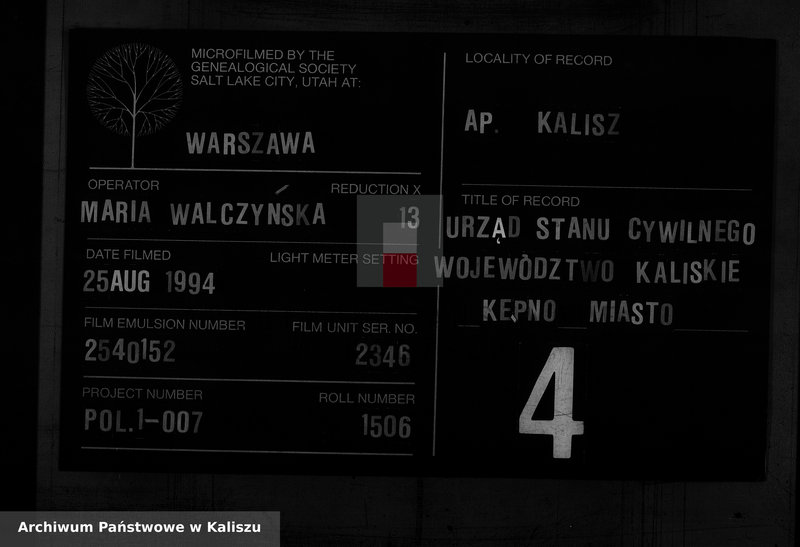 MICROFILMED BY THE
GENEALOGICAL SOCIETY
SALT LAKE CITY, UTAH AT:
WARSZAWA
OPERATOR
REDUCTION X
MARIA WALCZYŃSKA
13
DATE FILMED
LIGHT METER SETTING
25AUG 1994
FILM EMULSION NUMBER
FILM UNIT SER. NO.
2540152
2346
PROJECT NUMBER
ROLL NUMBER
POL.1-007
1506
LOCALITY OF RECORD
AP. KALISZ
TITLE OF RECORD
URZĄD STANU CYWILNEGO
WOJEWÒDZTWO KALISKIE
KĘPNO MIASTO
4
Archiwum Państwowe w Kaliszu